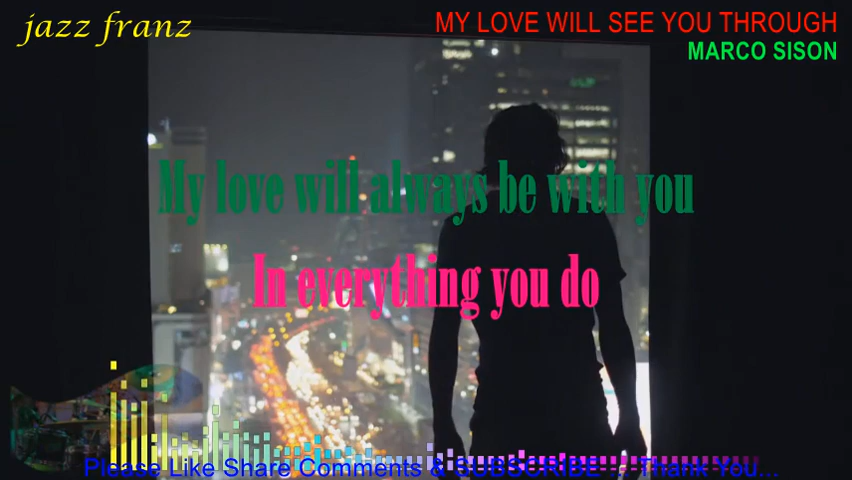 jazz franz
MY LOVE WILL SEE YOU THROUGH
MARCO SISON
My love will always be with you
In everything you do
Please Like Share Comments & SUBSCRIBE ... Thank You...